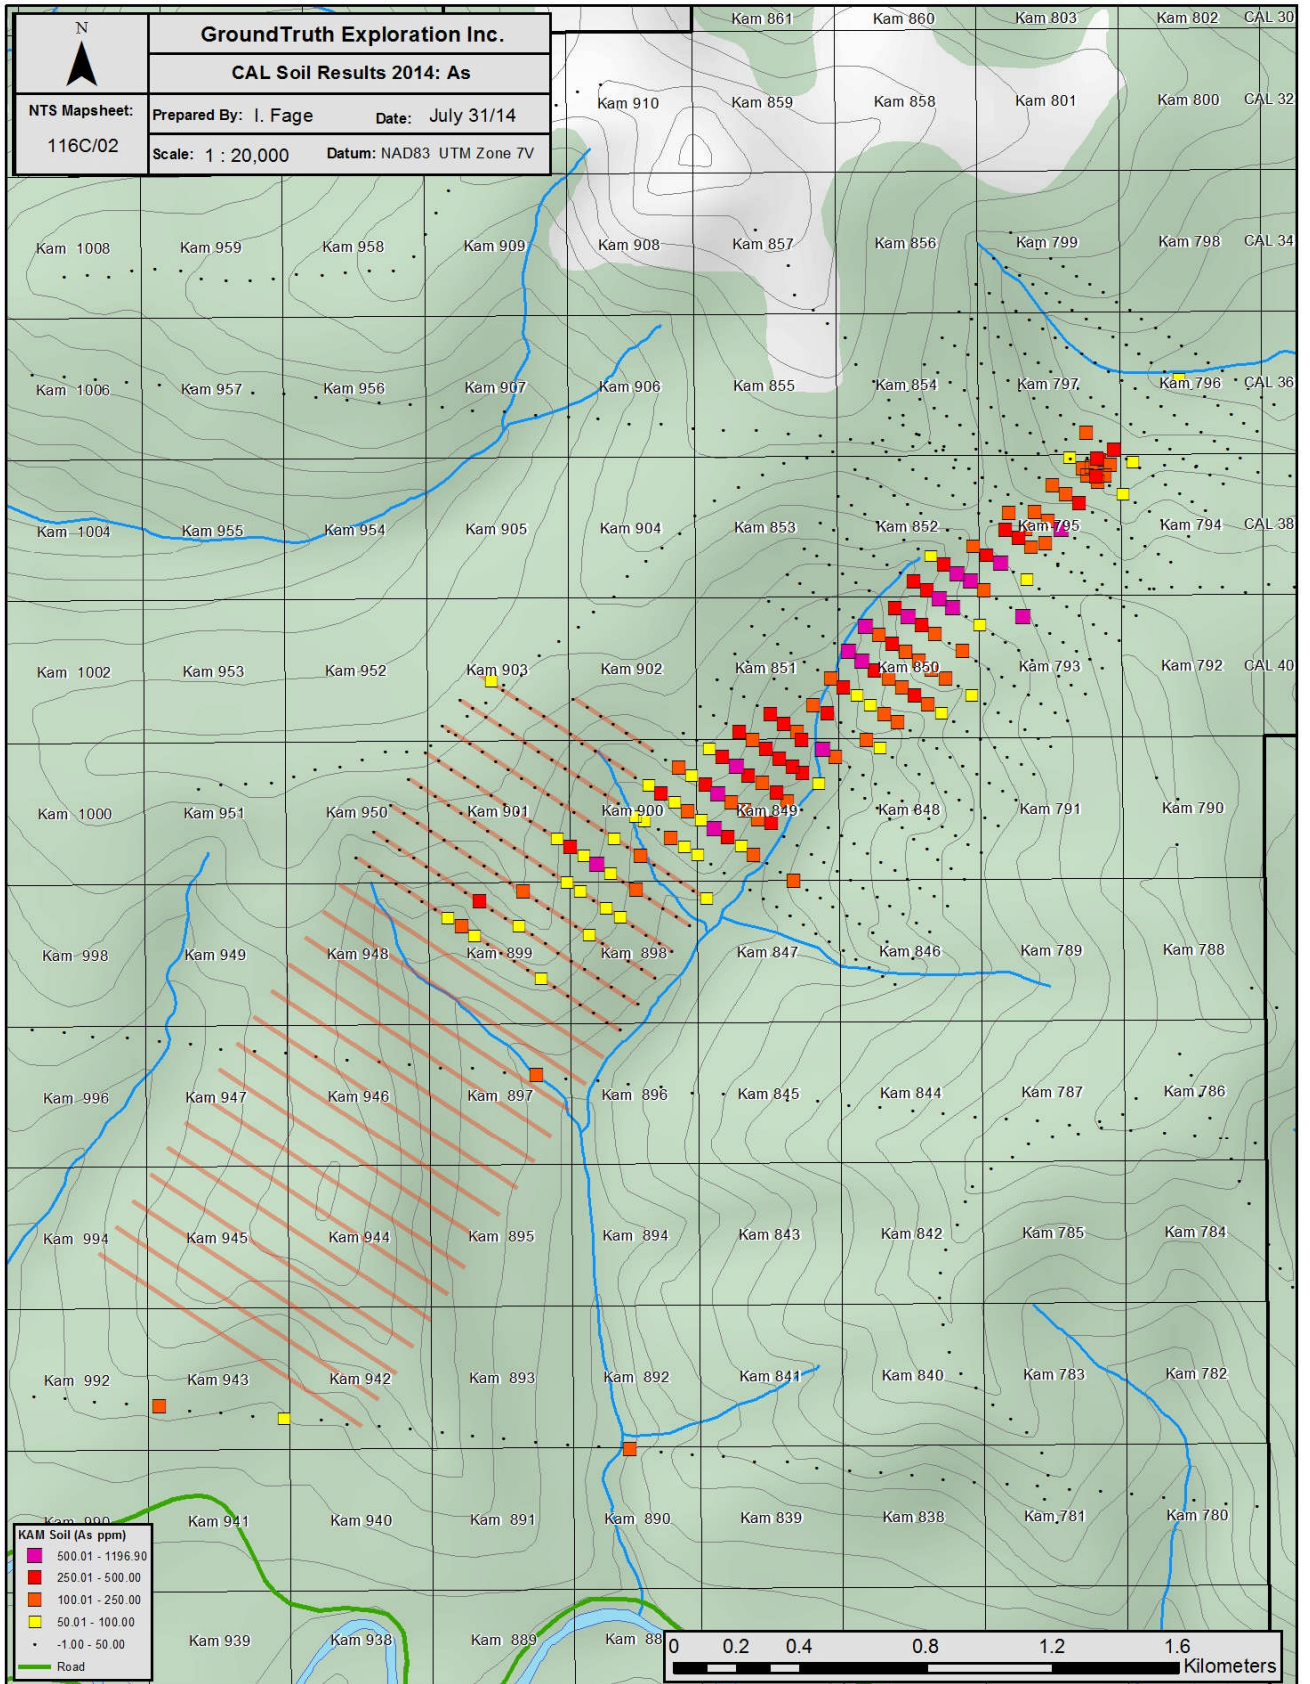 N
GroundTruth Exploration Inc.
CAL Soil Results 2014: As
NTS Mapsheet:
116C/02
Prepared By: I. Fage Date: July 31/14
Scale: 1 : 20,000 Datum: NAD83 UTM Zone 7V
Kam 861 Kam 860 Kam 803 Kam 802 CAL 30
Kam 910 Kam 859 Kam 858 Kam 801 Kam 800 CAL 32
Kam 1008 Kam 959 Kam 958 Kam 909 Kam 908 Kam 857 Kam 856 Kam 799 Kam 798 CAL 34
Kam 1006 Kam 957 Kam 956 Kam 907 Kam 906 Kam 855 Kam 854 Kam 797 Kam 796 CAL 36
Kam 1004 Kam 955 Kam 954 Kam 905 Kam 904 Kam 853 Kam 852 Kam 795 Kam 794 CAL 38
Kam 1002 Kam 953 Kam 952 Kam 903 Kam 902 Kam 851 Kam 850 Kam 793 Kam 792 CAL 40
Kam 1000 Kam 951 Kam 950 Kam 901 Kam 900 Kam 849 Kam 848 Kam 791 Kam 790
Kam 998 Kam 949 Kam 948 Kam 899 Kam 898 Kam 847 Kam 846 Kam 789 Kam 788
Kam 996 Kam 947 Kam 946 Kam 897 Kam 896 Kam 845 Kam 844 Kam 787 Kam 786
Kam 994 Kam 945 Kam 944 Kam 895 Kam 894 Kam 843 Kam 842 Kam 785 Kam 784
Kam 992 Kam 943 Kam 942 Kam 893 Kam 892 Kam 841 Kam 840 Kam 783 Kam 782
Kam 990 Kam 941 Kam 940 Kam 891 Kam 890 Kam 839 Kam 838 Kam 781 Kam 780
Kam 939 Kam 938 Kam 889 Kam 88
KAM Soil (As ppm)
500.01 - 1196.90
250.01 - 500.00
100.01 - 250.00
50.01 - 100.00
-1.00 - 50.00
Road
0 0.2 0.4 0.8 1.2 1.6
Kilometers